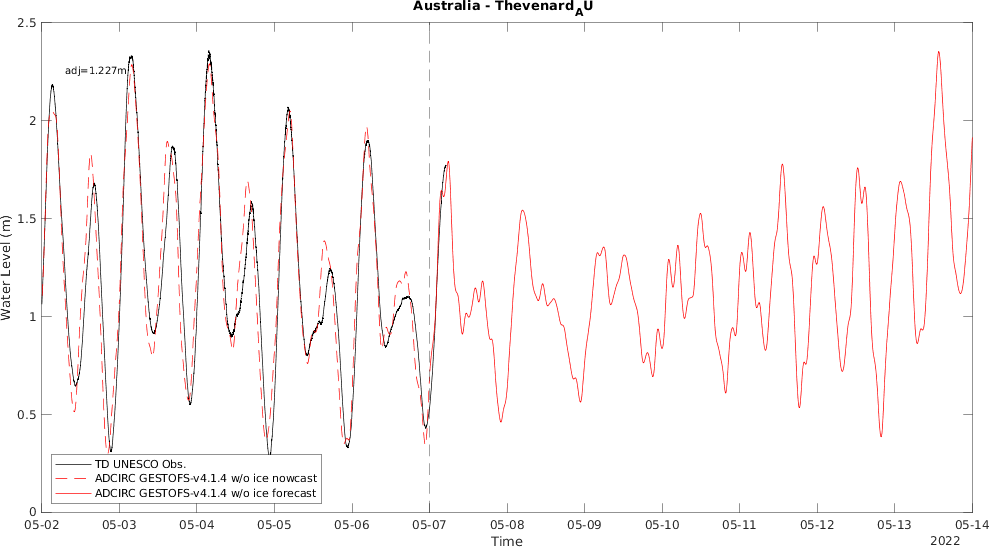 Australia - Thevenard_AU
adj=1.227m
Water Level (m)
2.5
2
1.5
1
0.5
0
TD UNESCO Obs.
ADCIRC GESTOFS-v4.1.4 w/o ice nowcast
ADCIRC GESTOFS-v4.1.4 w/o ice forecast
05-02 05-03 05-04 05-05 05-06 05-07 05-08 05-09 05-10 05-11 05-12 05-13 05-14
Time
2022